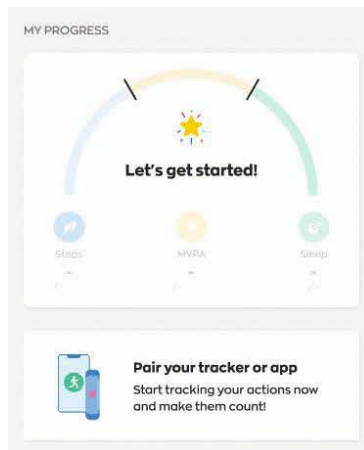 MY PROGRESS
Let's get started!
Steps
MVPA
Sleep
Pair your tracker or app
Start tracking your actions now
and make them count!